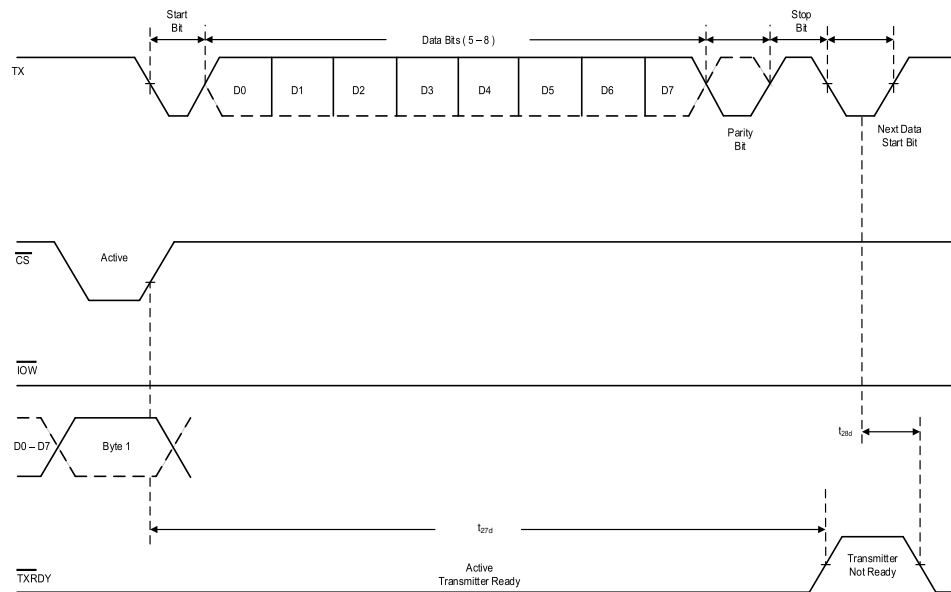 Start
Bit
Data Bits ( 5 – 8 )
Stop
Bit
TX
D0
D1
D2
D3
D4
D5
D6
D7
Parity
Bit
Next Data
Start Bit
CS
Active
IOW
D0 – D7
Byte 1
t28d
t27d
TXRDY
Active
Transmitter Ready
Transmitter
Not Ready